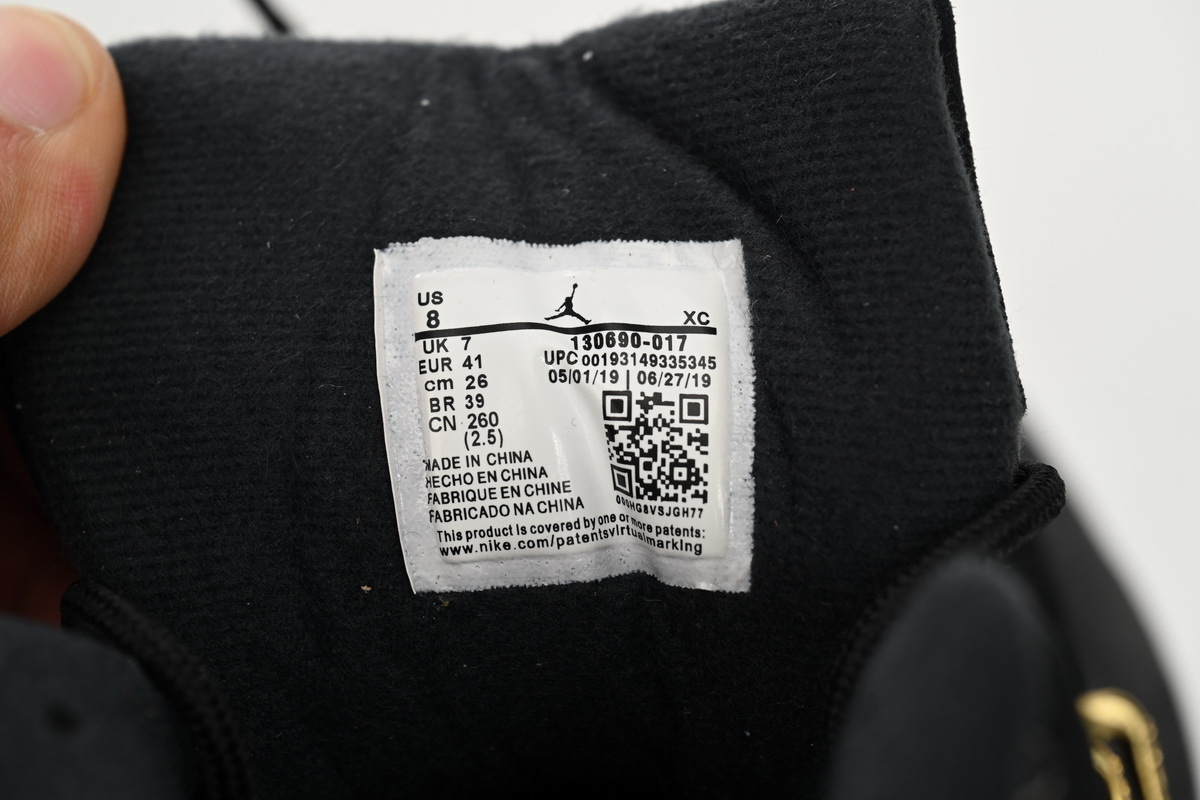 US
8
XC
UK 7
EUR 41
cm 26
BR 39
CN 260
(2.5)
130690-017
UPC 00193149335345
05/01/19 | 06/27/19
MADE IN CHINA
HECHO EN CHINA
FABRIQUE EN CHINE
FABRICADO NA CHINA
000HG8VSJGH77
This product is covered by one or more patents:
www.nike.com/patentsvirtualmarking